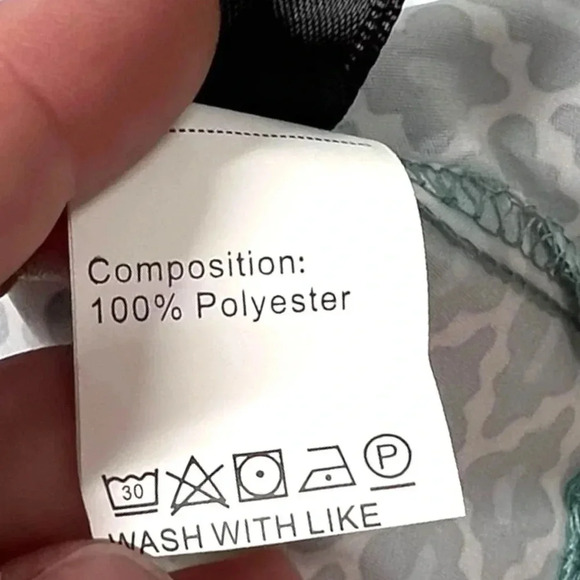 Composition:
100% Polyester
30 P
WASH WITH LIKE